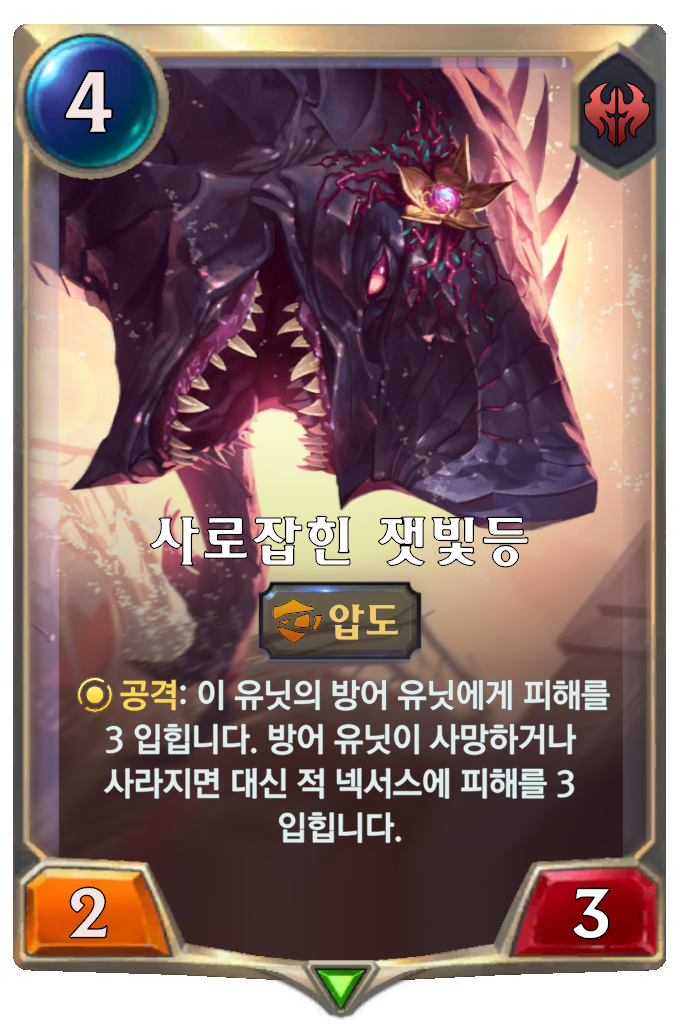 4
사로잡힌 잿빛등
압도
공격: 이 유닛의 방어 유닛에게 피해를
3 입힙니다. 방어 유닛이 사망하거나
사라지면 대신 적 넥서스에 피해를 3
입힙니다.
2
3